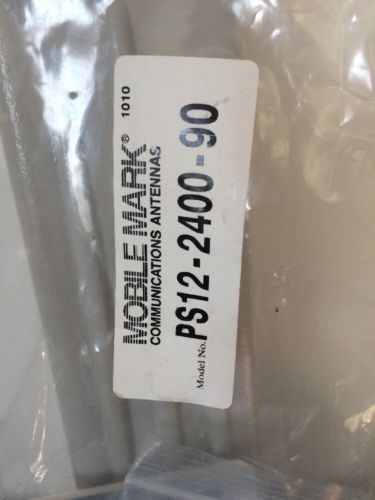 MOBILE MARK® 1010
COMMUNICATIONS ANTENNAS
Model No. PS12-2400-90